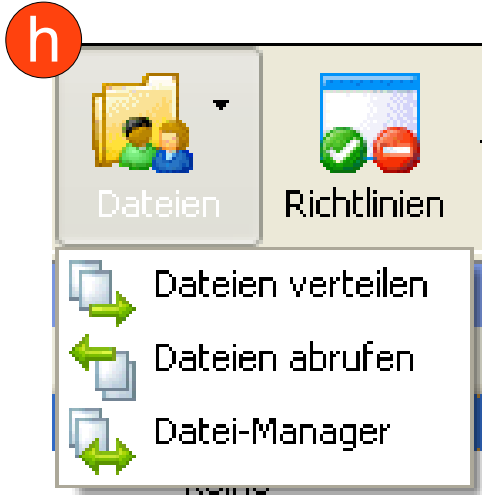 h
Dateien
Richtlinien
Dateien verteilen
Dateien abrufen
Datei-Manager